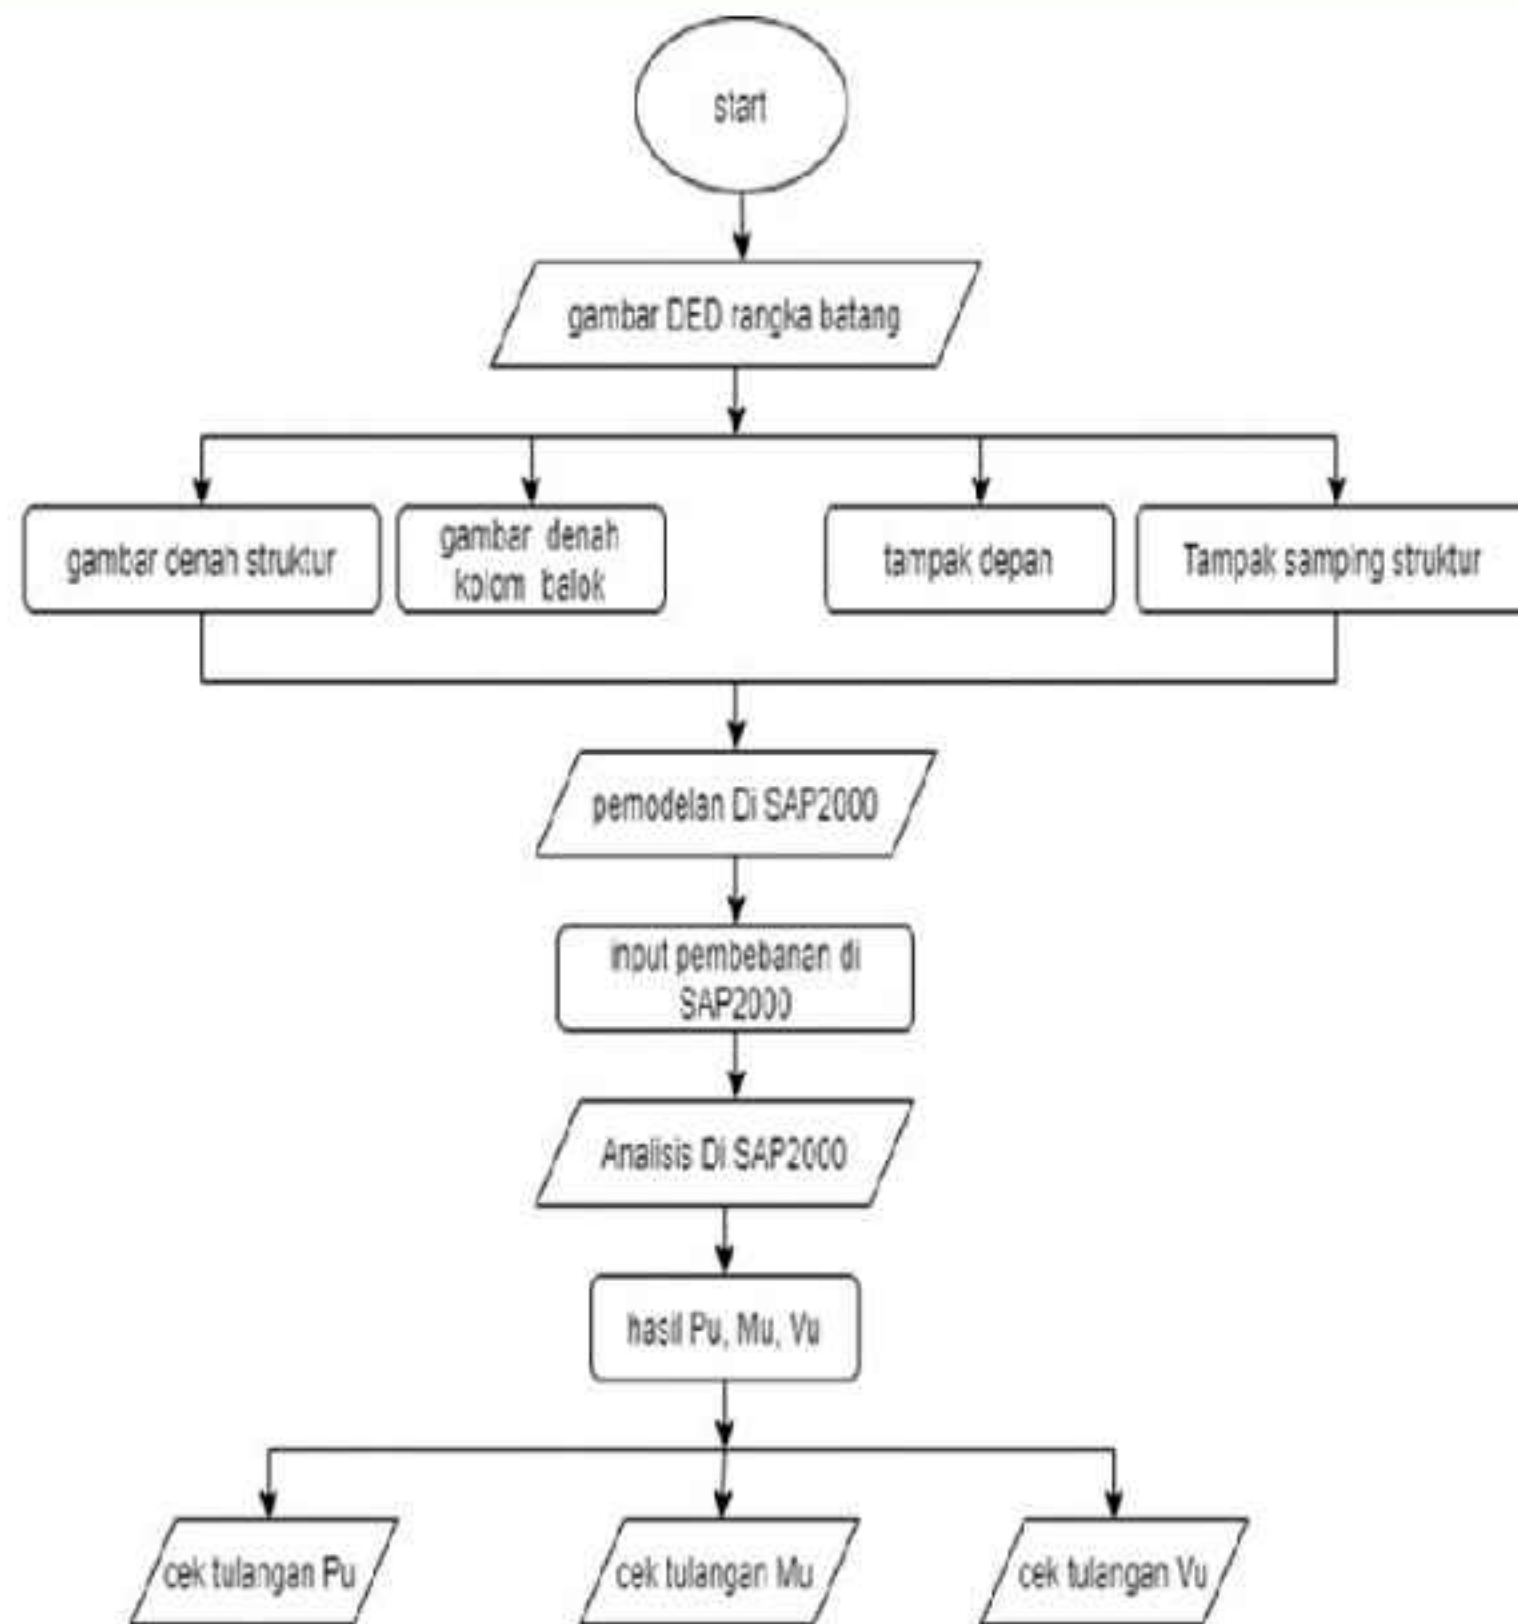 start
gambar DED rangka batang
gambar denah struktur
gambar denah
kolom balok
tampak depan
Tampak samping struktur
pemodelan Di SAP2000
input pembebanan di
SAP2000
Analisis Di SAP2000
hasil Pu, Mu, Vu
cek tulangan Pu
cek tulangan Mu
cek tulangan Vu